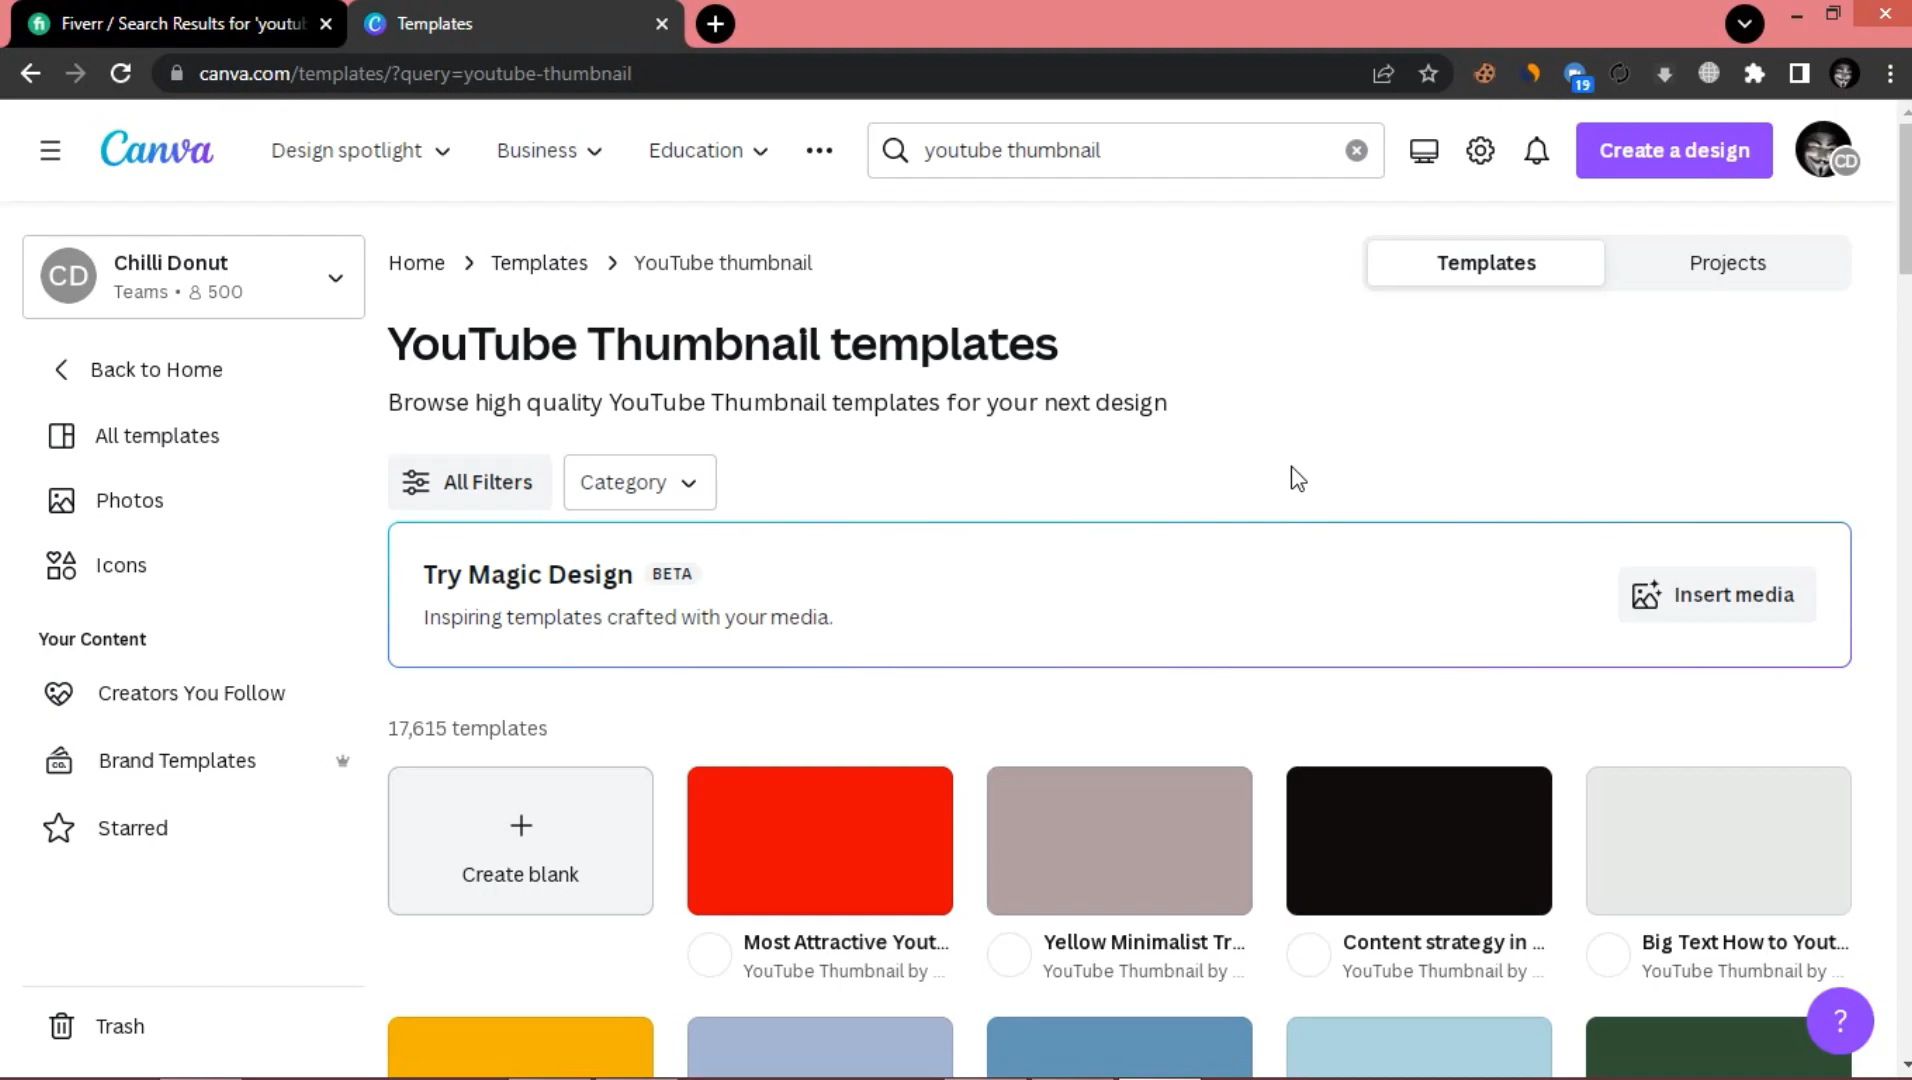 Fiverr / Search Results for 'youtu
Templates
canva.com/templates/?query=youtube-thumbnail
19
Canva
Design spotlight
Business
Education
youtube thumbnail
Create a design
CD
CD
Chilli Donut
Teams • 500
Home > Templates > YouTube thumbnail
Templates
Projects
YouTube Thumbnail templates
Browse high quality YouTube Thumbnail templates for your next design
Back to Home
All templates
Photos
Icons
Your Content
Creators You Follow
CO.
Brand Templates
Starred
Trash
All Filters
Category
Try Magic Design BETA
Inspiring templates crafted with your media.
Insert media
17,615 templates
+
Create blank
Most Attractive Yout...
YouTube Thumbnail by ...
Yellow Minimalist Tr...
YouTube Thumbnail by ...
Content strategy in ...
YouTube Thumbnail by ...
Big Text How to Yout...
YouTube Thumbnail by ...
?